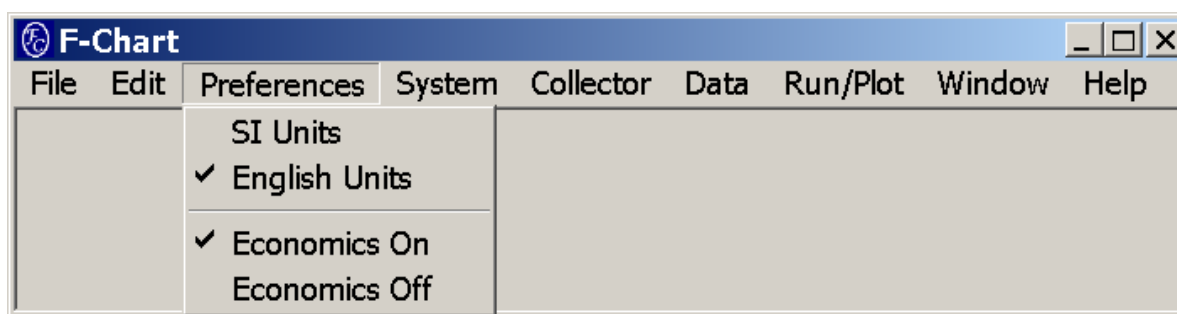 F-Chart
File Edit Preferences System Collector Data Run/Plot Window Help
SI Units
✓ English Units
✓ Economics On
Economics Off